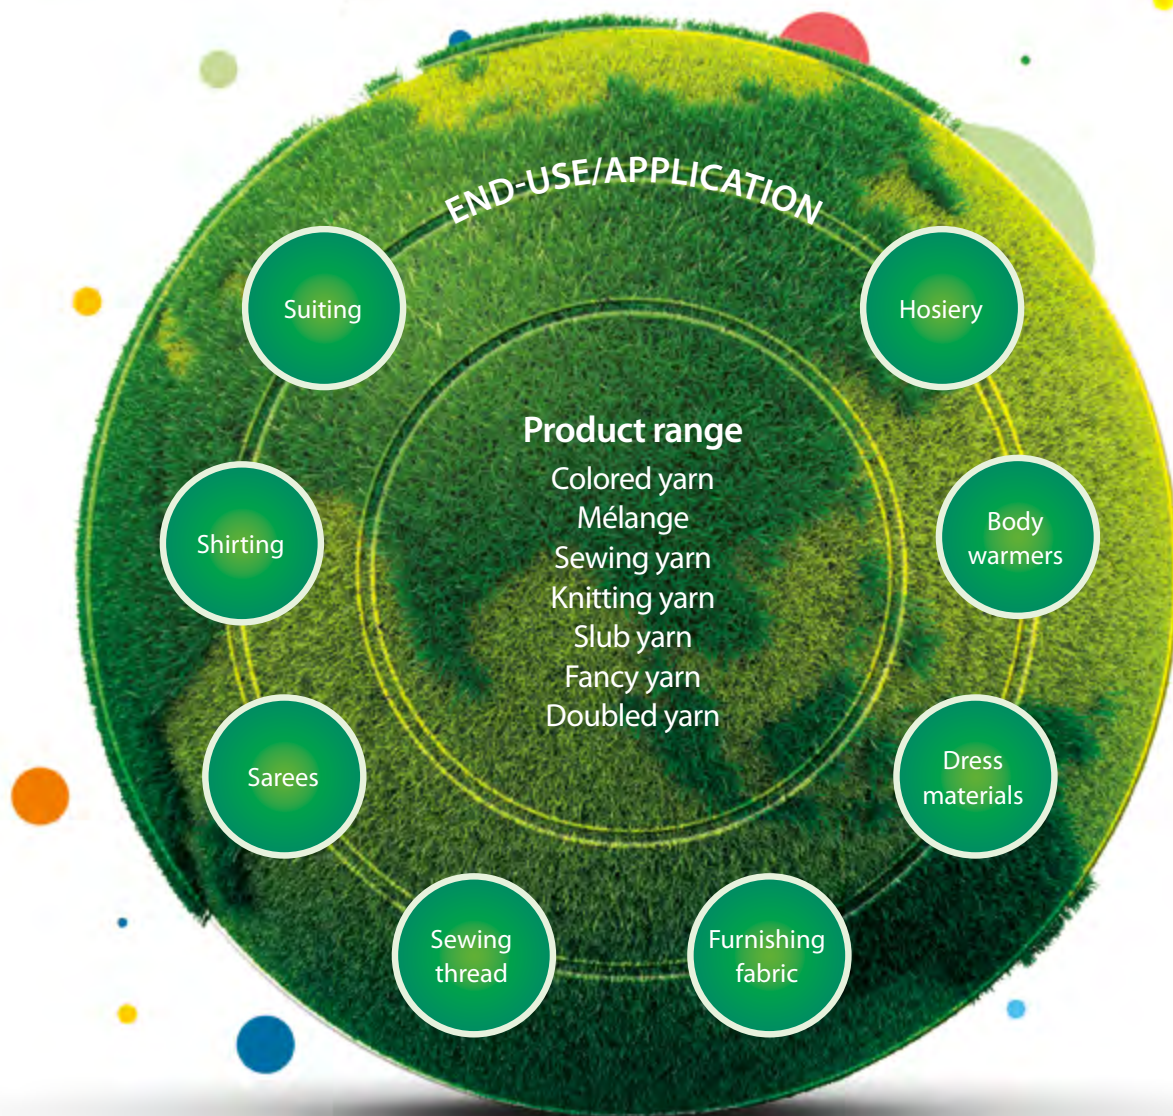 END-USE/APPLICATION
Suiting
Hosiery
Product range
Colored yarn
Mélange
Sewing yarn
Knitting yarn
Slub yarn
Fancy yarn
Doubled yarn
Shirting
Body
warmers
Sarees
Dress
materials
Sewing
thread
Furnishing
fabric